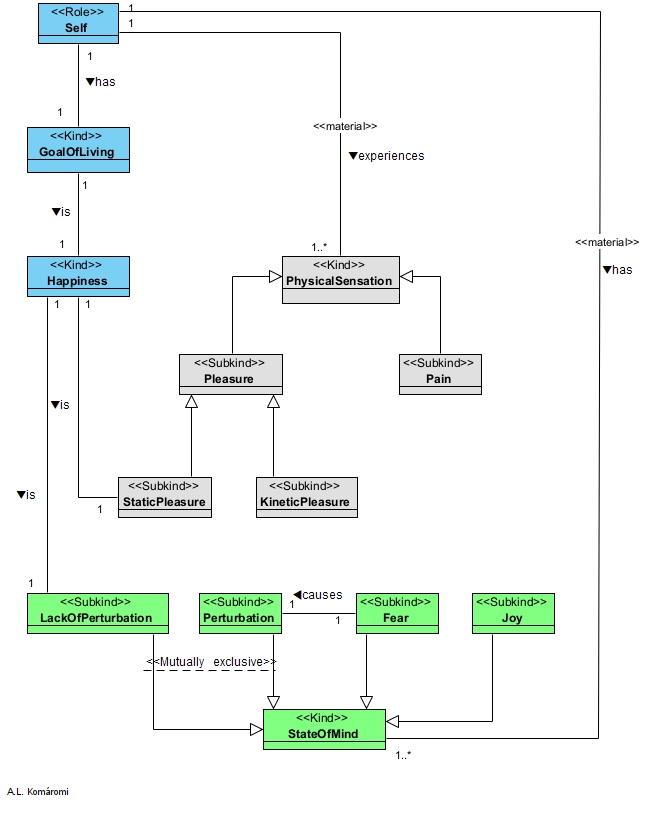 <<Role>>
Self
1
1
1
▼has
1
<<material>>
<<Kind>>
GoalOfLiving
▼experiences
1
▼is
1
1..*
<<material>>
▼has
<<Kind>>
Happiness
<<Kind>>
PhysicalSensation
1
1
<<Subkind>>
Pleasure
<<Subkind>>
Pain
▼is
▼is
<<Subkind>>
StaticPleasure
<<Subkind>>
KineticPleasure
1
1
<<Subkind>>
LackOfPerturbation
<<Subkind>>
Perturbation
◀causes
1
1
<<Subkind>>
Fear
<<Subkind>>
Joy
<<Mutually exclusive>>
<<Kind>>
StateOfMind
1..*
A.L. Komáromi